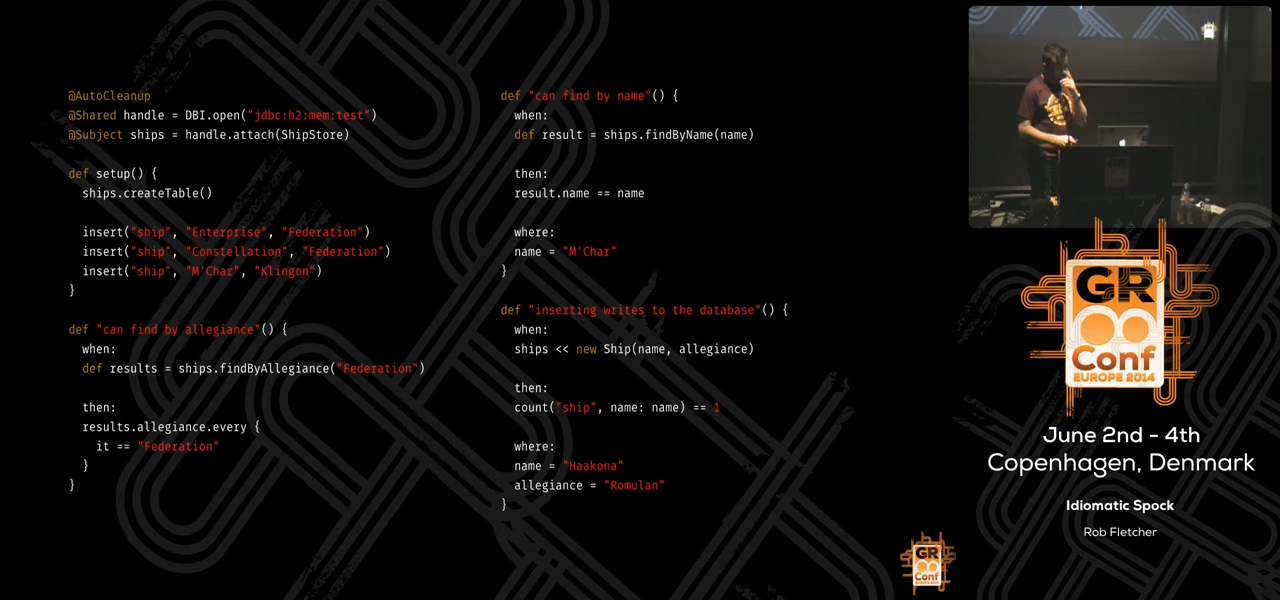 @AutoCleanup
@Shared handle = DBI.open("jdbc:h2:mem:test")
@Subject ships = handle.attach(ShipStore)
def setup() {
ships.createTable()
insert("ship", "Enterprise", "Federation")
insert("ship", "Constellation", "Federation")
insert("ship", "M'Char", "Klingon")
}
def "can find by allegiance"() {
when:
def results = ships.findByAllegiance("Federation")
then:
results.allegiance.every {
it == "Federation"
}
}
def "can find by name"() {
when:
def result = ships.findByName(name)
then:
result.name == name
where:
name = "M'Char"
}
def "inserting writes to the database"() {
when:
ships << new Ship(name, allegiance)
then:
count("ship", name: name) == 1
where:
name = "Haakona"
allegiance = "Romulan"
}
GR
Conf
EUROPE 2014
GR8
Conf
EUROPE 2014
June 2nd - 4th
Copenhagen, Denmark
Idiomatic Spock
Rob Fletcher